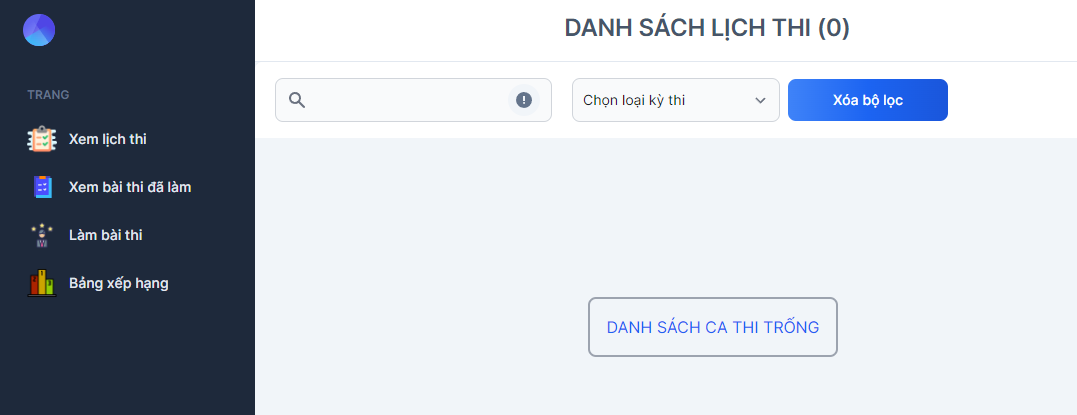 DANH SÁCH LỊCH THI (0)
TRANG
Chọn loại kỳ thi
Xóa bộ lọc
Xem lịch thi
Xem bài thi đã làm
Làm bài thi
Bảng xếp hạng
DANH SÁCH CA THI TRỐNG